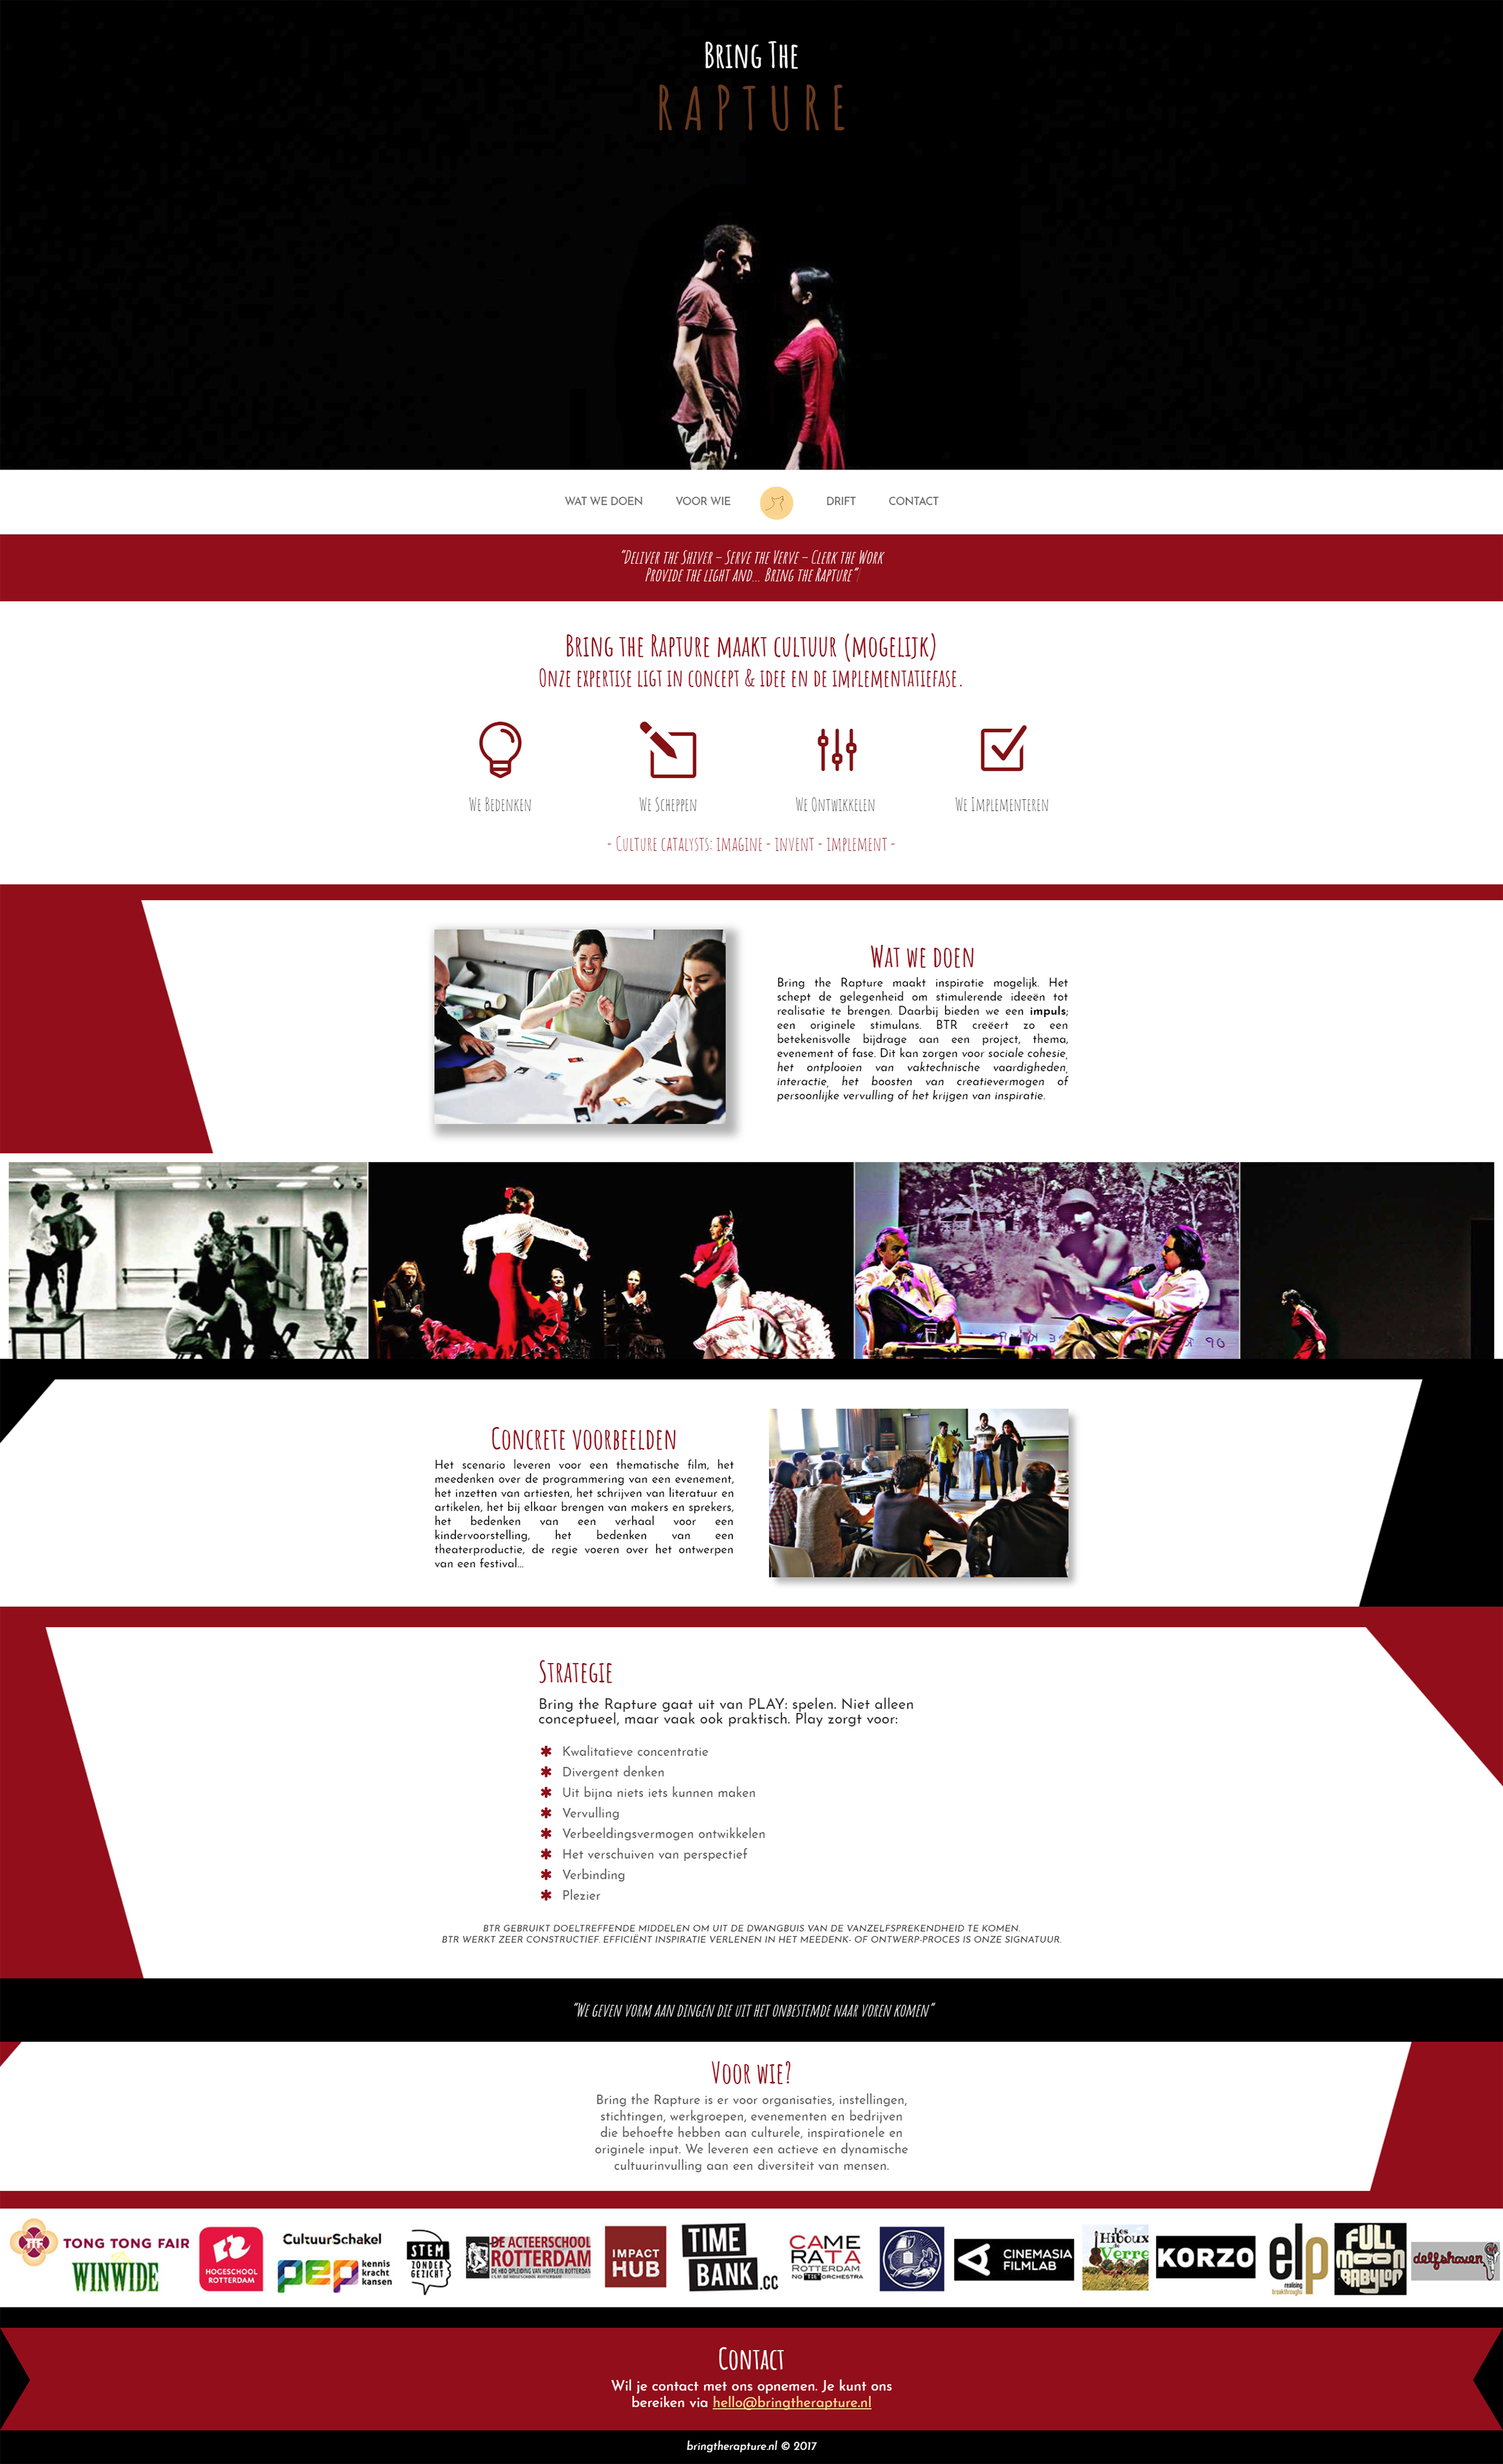 Bring The
RAPTURE
WAT WE DOEN VOOR WIE DRIFT CONTACT
"Deliver the Shiver – Serve the Verve – Clerk the Work
Provide the light and... Bring the Rapture"
Bring the Rapture maakt cultuur (mogelijk)
Onze expertise ligt in concept & idee en de implementatiefase.
We Bedenken We Scheppen We Ontwikkelen We Implementeren
- Culture catalysts: imagine - invent - implement -
Wat we doen
Bring the Rapture maakt inspiratie mogelijk. Het
schept de gelegenheid om stimulerende ideeën tot
realisatie te brengen. Daarbij bieden we een impuls;
een originele stimulans. BTR creëert zo een
betekenisvolle bijdrage aan een project, thema,
evenement of fase. Dit kan zorgen voor sociale cohesie,
het ontplooien van vaktechnische vaardigheden,
interactie, het boosten van creatievermogen of
persoonlijke vervulling of het krijgen van inspiratie.
Concrete voorbeelden
Het scenario leveren voor een thematische film, het
meedenken over de programmering van een evenement,
het inzetten van artiesten, het schrijven van literatuur en
artikelen, het bij elkaar brengen van makers en sprekers,
het bedenken van een verhaal voor een
kindervoorstelling, het bedenken van een
theaterproductie, de regie voeren over het ontwerpen
van een festival...
Strategie
Bring the Rapture gaat uit van PLAY: spelen. Niet alleen
conceptueel, maar vaak ook praktisch. Play zorgt voor:
✱ Kwalitatieve concentratie
✱ Divergent denken
✱ Uit bijna niets iets kunnen maken
✱ Vervulling
✱ Verbeeldingsvermogen ontwikkelen
✱ Het verschuiven van perspectief
✱ Verbinding
✱ Plezier
BTR GEBRUIKT DOELTREFFENDE MIDDELEN OM UIT DE DWANGBUIS VAN DE VANZELFSPREKENDHEID TE KOMEN.
BTR WERKT ZEER CONSTRUCTIEF. EFFICIËNT INSPIRATIE VERLENEN IN HET MEEDENK- OF ONTWERP-PROCES IS ONZE SIGNATUUR.
"We geven vorm aan dingen die uit het onbestemde naar voren komen"
Voor wie?
Bring the Rapture is er voor organisaties, instellingen,
stichtingen, werkgroepen, evenementen en bedrijven
die behoefte hebben aan culturele, inspirationele en
originele input. We leveren een actieve en dynamische
cultuurinvulling aan een diversiteit van mensen.
TTF TONG TONG FAIR
WINWIDE
HOGESCHOOL
ROTTERDAM
CultuurSchakel
pep kennis
kracht
kansen
STEM
ZONDER
GEZICHT
DE ACTEERSCHOOL
ROTTERDAM
DE HBO OPLEIDING VAN HOPPLEIN ROTTERDAM
IMPACT
HUB
TIME
BANK.CC
CAME
RATA
ROTTERDAM
ORCHESTRA
CINEMASIA
FILMLAB
Les
Hiboux
de
Verre
KORZO
elp
realising
breakthroughs
FULL
MOON
BABYLON
delfshaven
Contact
Wil je contact met ons opnemen. Je kunt ons
bereiken via hello@bringtherapture.nl
bringtherapture.nl © 2017